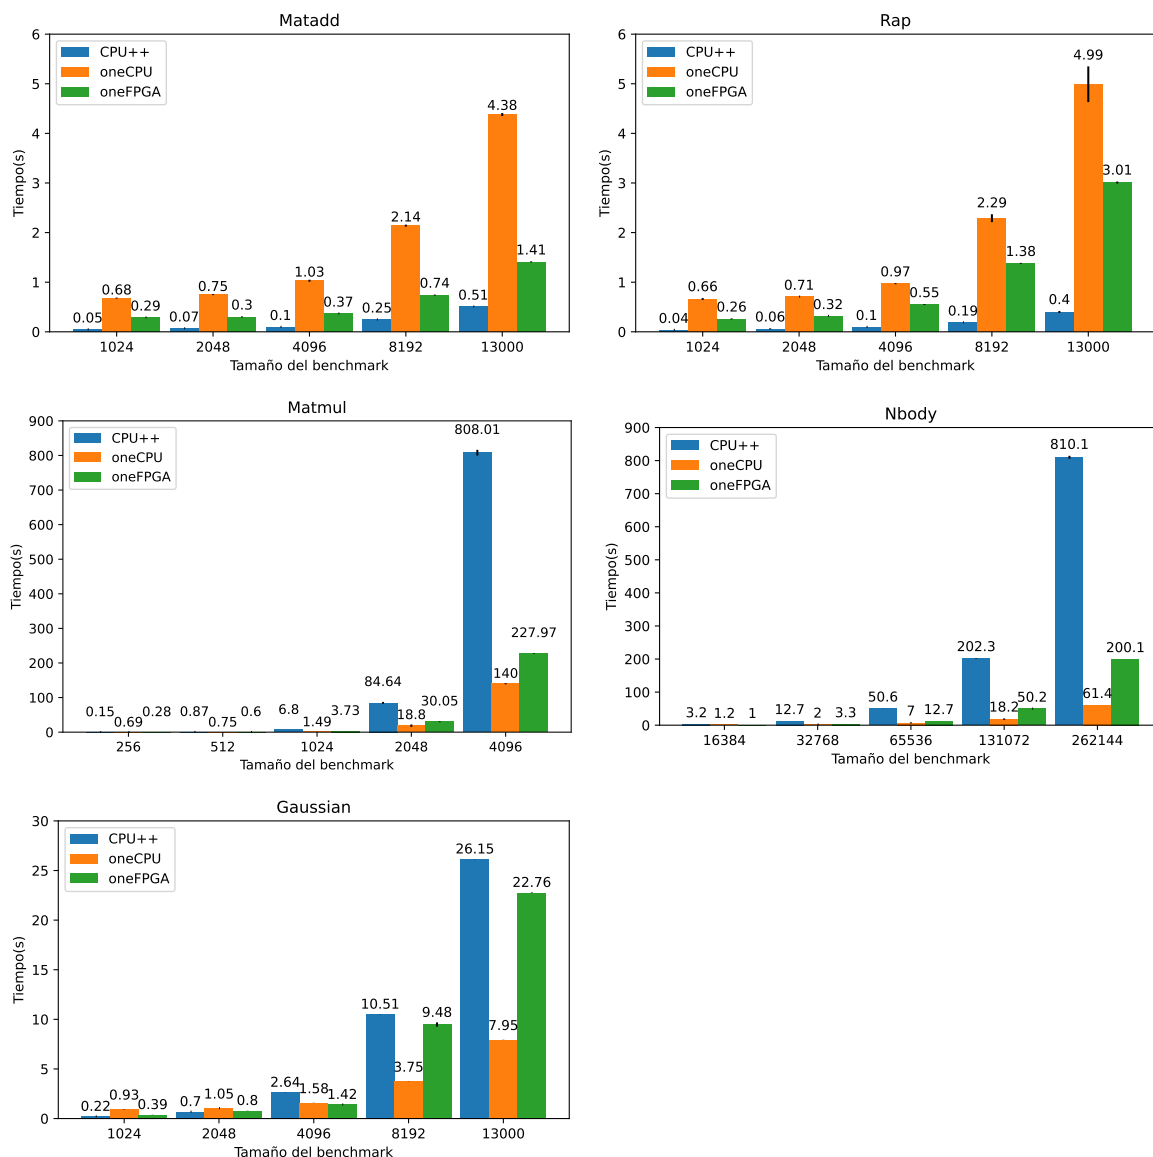 Matadd
6
5
4
3
2
1
0
Tiempo(s)
CPU++
oneCPU
oneFPGA
0.05 0.68 0.29 0.07 0.75 0.3 0.1 1.03 0.37 0.25 2.14 0.74 0.51 4.38 1.41
1024 2048 4096 8192 13000
Tamaño del benchmark
Rap
6
5
4
3
2
1
0
Tiempo(s)
CPU++
oneCPU
oneFPGA
0.04 0.66 0.26 0.06 0.71 0.32 0.1 0.97 0.55 0.19 2.29 1.38 0.4 4.99 3.01
1024 2048 4096 8192 13000
Tamaño del benchmark
Matmul
900
800
700
600
500
400
300
200
100
0
Tiempo(s)
CPU++
oneCPU
oneFPGA
0.15 0.69 0.28 0.87 0.75 0.6 6.8 1.49 3.73 84.64 18.8 30.05 808.01 140 227.97
256 512 1024 2048 4096
Tamaño del benchmark
Nbody
900
800
700
600
500
400
300
200
100
0
Tiempo(s)
CPU++
oneCPU
oneFPGA
3.2 1.2 1 12.7 2 3.3 50.6 7 12.7 202.3 18.2 50.2 810.1 61.4 200.1
16384 32768 65536 131072 262144
Tamaño del benchmark
Gaussian
30
25
20
15
10
5
0
Tiempo(s)
CPU++
oneCPU
oneFPGA
0.22 0.93 0.39 0.7 1.05 0.8 2.64 1.58 1.42 10.51 3.75 9.48 26.15 7.95 22.76
1024 2048 4096 8192 13000
Tamaño del benchmark